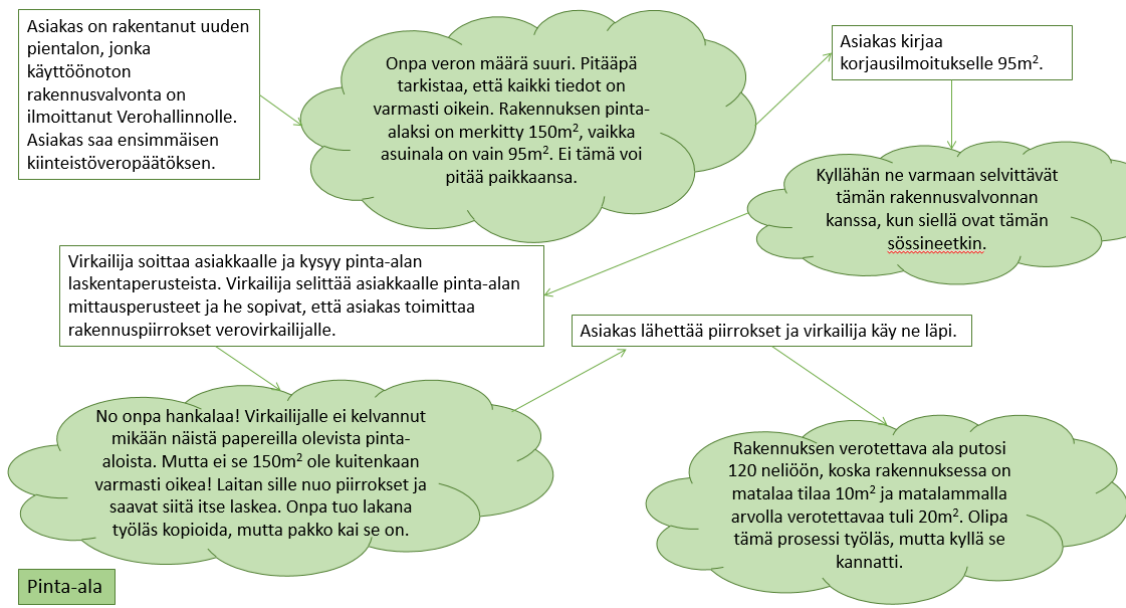 Asiakas on rakentanut uuden
pientalon, jonka
käyttöönoton
rakennusvalvonta on
ilmoittanut Verohallinnolle.
Asiakas saa ensimmäisen
kiinteistöveropäätöksen.
Onpa veron määrä suuri. Pitääpä
tarkistaa, että kaikki tiedot on
varmasti oikein. Rakennuksen pinta-
alaksi on merkitty 150m², vaikka
asuinala on vain 95m². Ei tämä voi
pitää paikkaansa.
Asiakas kirjaa
korjausilmoitukselle 95m².
Kyllähän ne varmaan selvittävät
tämän rakennusvalvonnan
kanssa, kun siellä ovat tämän
sössineetkin.
Virkailija soittaa asiakkaalle ja kysyy pinta-alan
laskentaperusteista. Virkailija selittää asiakkaalle pinta-alan
mittausperusteet ja he sopivat, että asiakas toimittaa
rakennuspiirrokset verovirkailijalle.
No onpa hankalaa! Virkailijalle ei kelvannut
mikään näistä papereilla olevista pinta-
aloista. Mutta ei se 150m² ole kuitenkaan
varmasti oikea! Laitan sille nuo piirrokset ja
saavat siitä itse laskea. Onpa tuo lakana
työläs kopioida, mutta pakko kai se on.
Asiakas lähettää piirrokset ja virkailija käy ne läpi.
Rakennuksen verotettava ala putosi
120 neliöön, koska rakennuksessa on
matalaa tilaa 10m² ja matalammalla
arvolla verotettavaa tuli 20m². Olipa
tämä prosessi työläs, mutta kyllä se
kannatti.
Pinta-ala